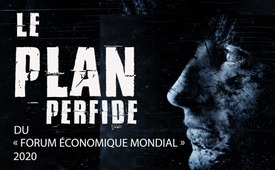 LE
PLAN
PERFIDE
DU
« FORUM ÉCONOMIQUE MONDIAL »
2020